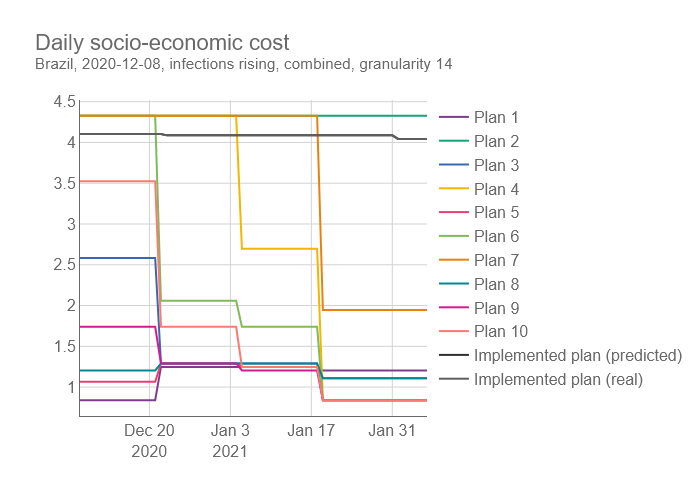 Daily socio-economic cost
Brazil, 2020-12-08, infections rising, combined, granularity 14
4.5
4
3.5
3
2.5
2
1.5
1
Dec 20
2020
Jan 3
2021
Jan 17
Jan 31
Plan 1
Plan 2
Plan 3
Plan 4
Plan 5
Plan 6
Plan 7
Plan 8
Plan 9
Plan 10
Implemented plan (predicted)
Implemented plan (real)